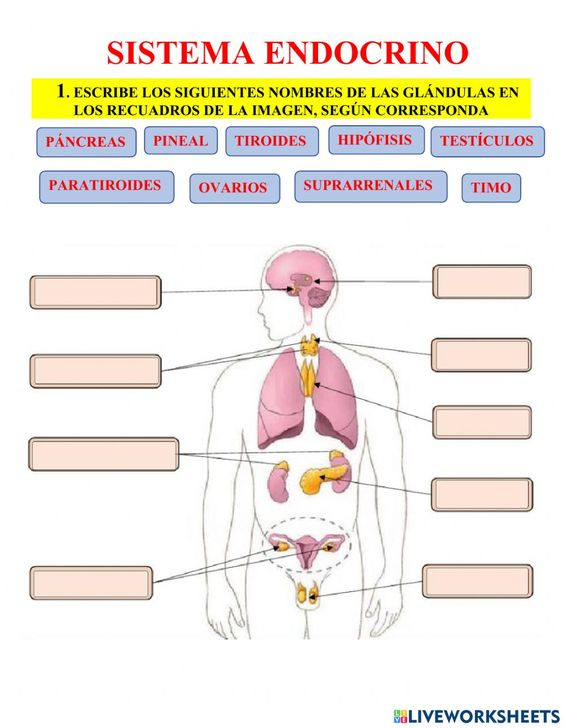 SISTEMA ENDOCRINO
1. ESCRIBE LOS SIGUIENTES NOMBRES DE LAS GLÁNDULAS EN
LOS RECUADROS DE LA IMAGEN, SEGÚN CORRESPONDA
PÁNCREAS PINEAL TIROIDES HIPÓFISIS TESTÍCULOS
PARATIROIDES OVARIOS SUPRARRENALES TIMO
LIVE LIVEWORKSHEETS